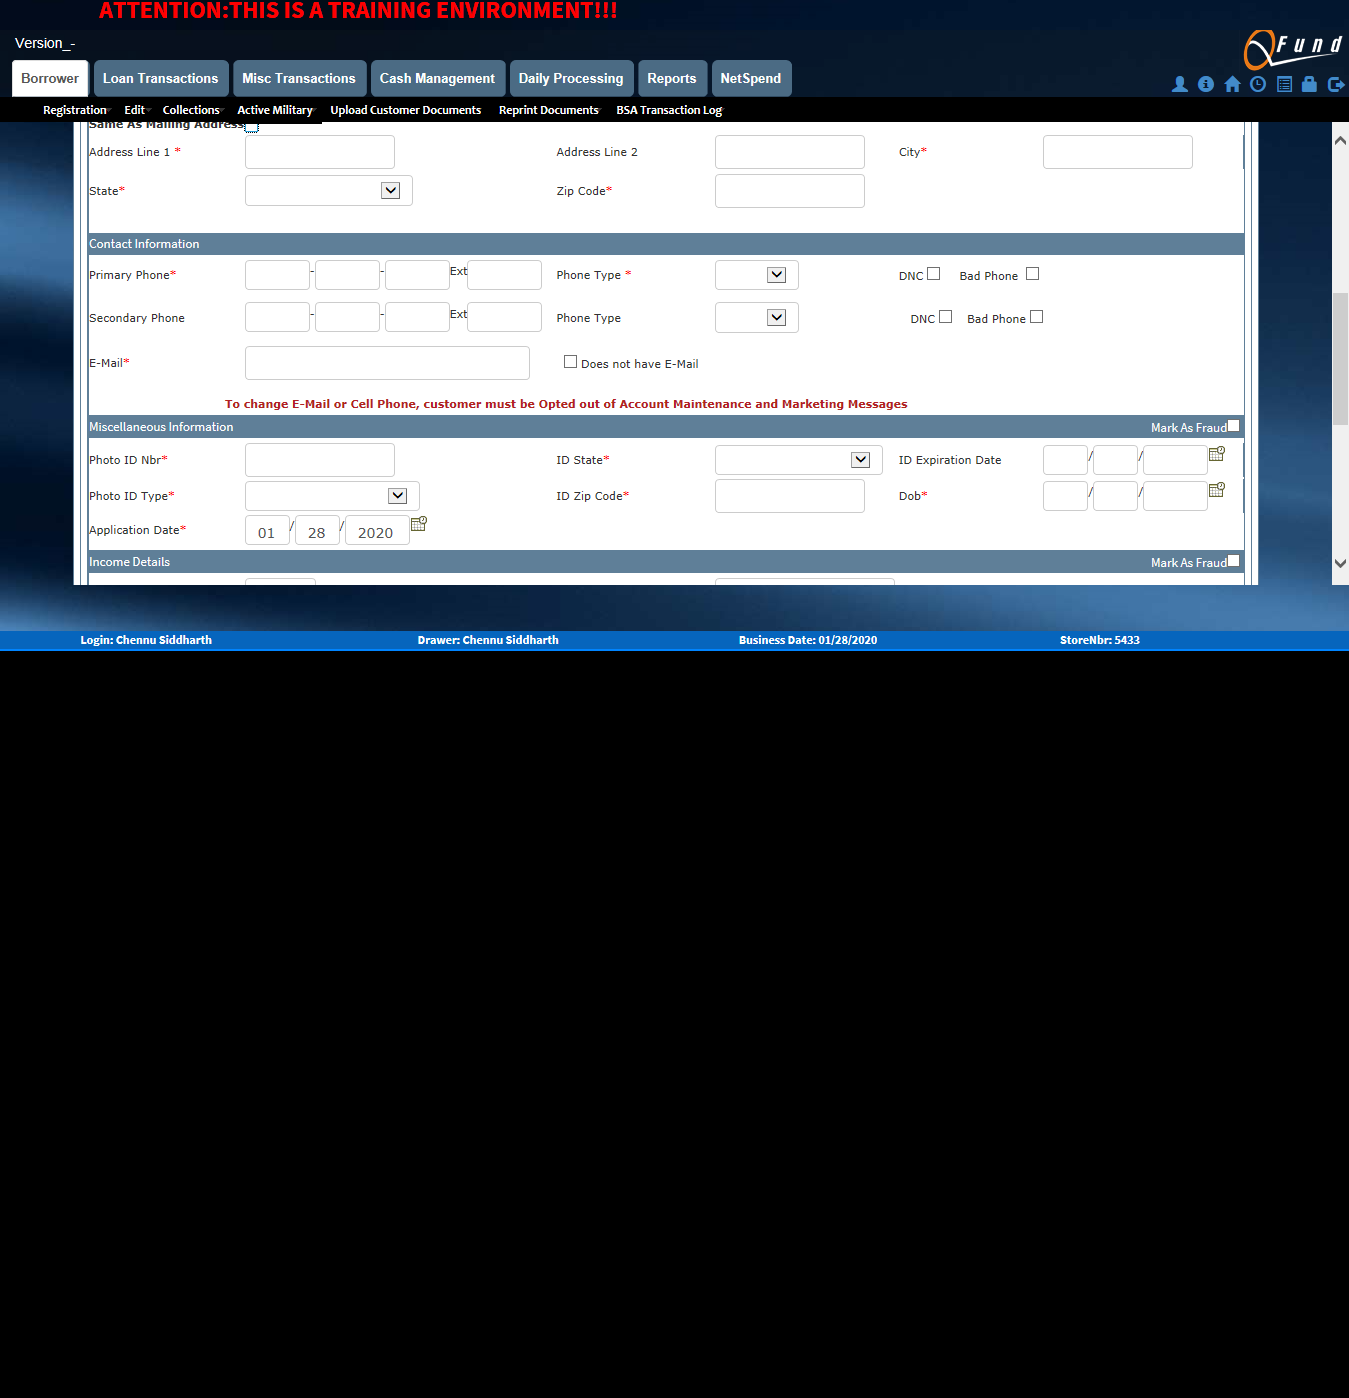 ATTENTION:THIS IS A TRAINING ENVIRONMENT!!!
Version_-
Fund
Borrower Loan Transactions Misc Transactions Cash Management Daily Processing Reports NetSpend
Registration Edit Collections Active Military Upload Customer Documents Reprint Documents BSA Transaction Log
Same As Mailing Address
Address Line 1 * Address Line 2 City*
State* Zip Code*
Contact Information
Primary Phone* - - Ext Phone Type * DNC Bad Phone
Secondary Phone - - Ext Phone Type DNC Bad Phone
E-Mail* Does not have E-Mail
To change E-Mail or Cell Phone, customer must be Opted out of Account Maintenance and Marketing Messages
Miscellaneous Information Mark As Fraud
Photo ID Nbr* ID State* ID Expiration Date / /
Photo ID Type* ID Zip Code* Dob* / /
Application Date* 01 / 28 / 2020
Income Details Mark As Fraud
Login: Chennu Siddharth Drawer: Chennu Siddharth Business Date: 01/28/2020 StoreNbr: 5433